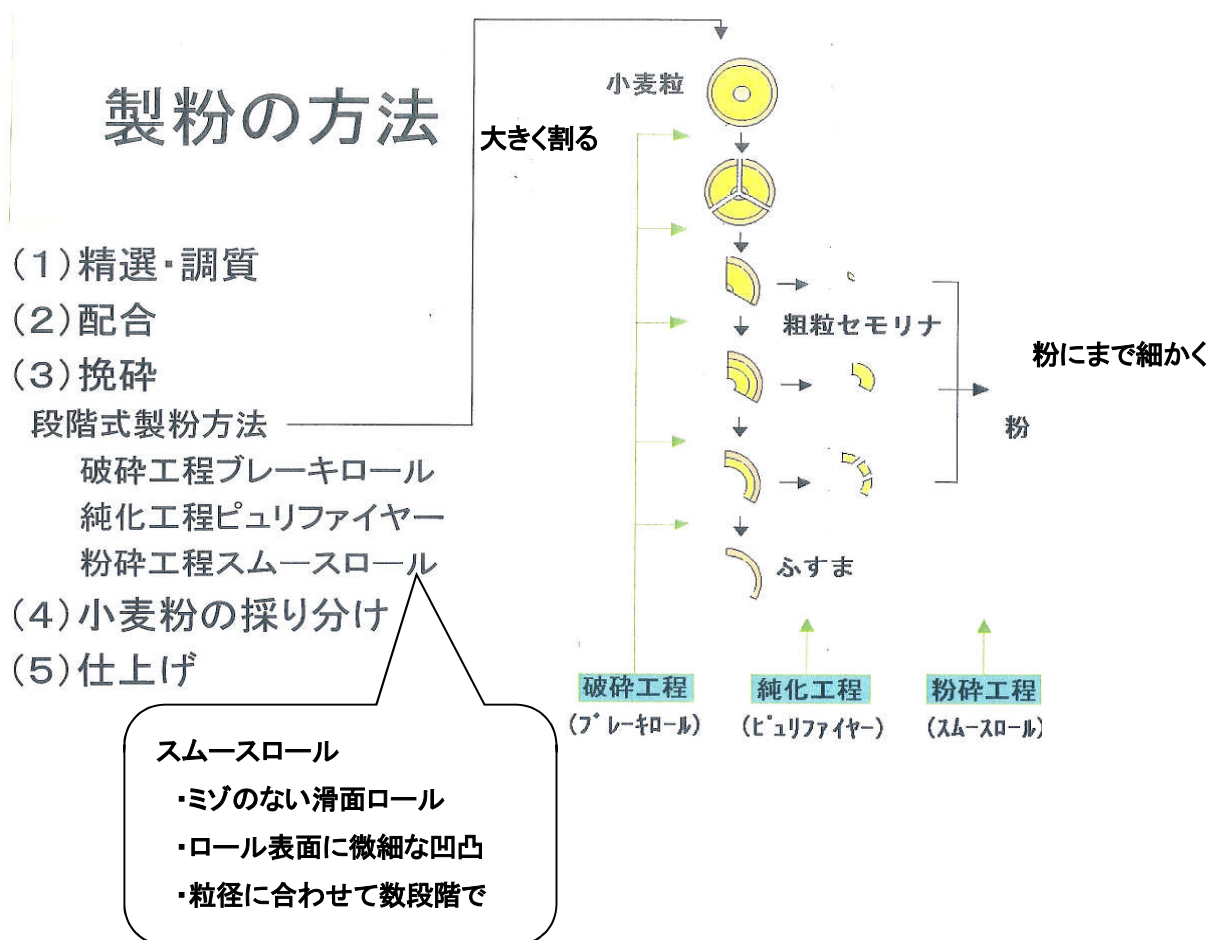 製粉の方法
(1)精選・調質
(2)配合
(3)挽砕
段階式製粉方法
破砕工程ブレーキロール
純化工程ピュリファイヤー
粉砕工程スムースロール
(4)小麦粉の採り分け
(5)仕上げ
スムースロール
・ミゾのない滑面ロール
・ロール表面に微細な凹凸
・粒径に合わせて数段階で
大きく割る
小麦粒
粗粒セモリナ
粉にまで細かく
粉
ふすま
破砕工程
(ブレーキロール)
純化工程
(ピュリファイヤー)
粉砕工程
(スムースロール)